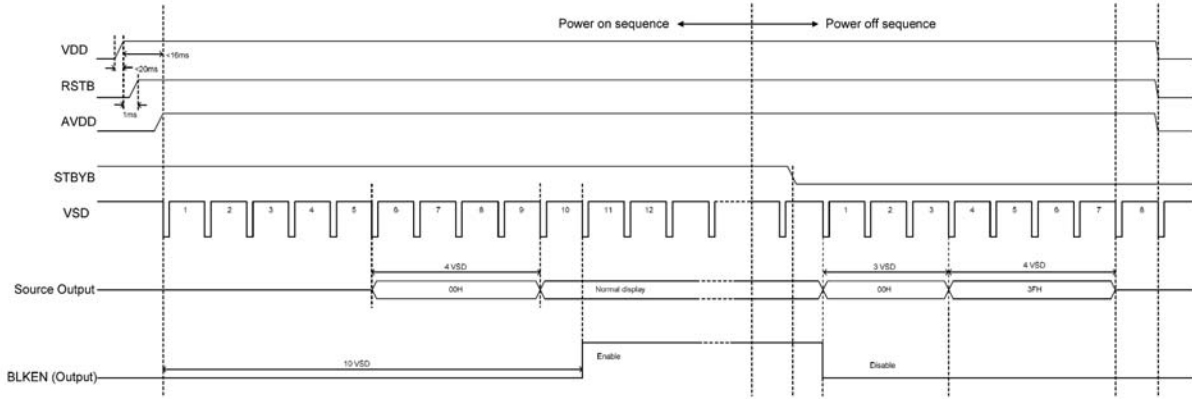 Power on sequence Power off sequence
VDD
<16ms
<20ms
RSTB
1ms
AVDD
STBYB
VSD 1 2 3 4 5 6 7 8 9 10 11 12 1 2 3 4 5 6 7 8
4 VSD 3 VSD 4 VSD
Source Output 00H Normal display 00H 3FH
Enable
10 VSD Disable
BLKEN (Output)